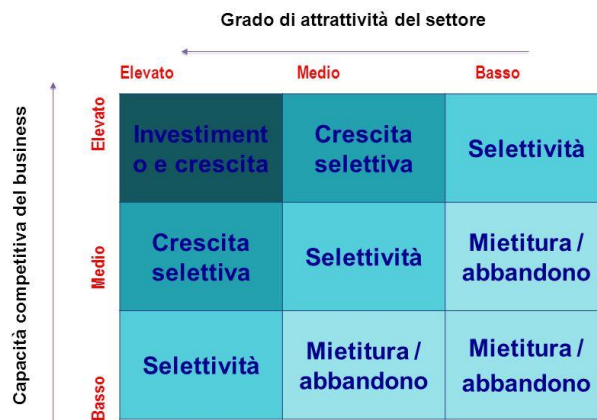 Grado di attrattività del settore
Elevato Medio Basso
Capacità competitiva del business
Elevato
Investiment
o e crescita
Crescita
selettiva
Selettività
Medio
Crescita
selettiva
Selettività
Mietitura /
abbandono
Basso
Selettività
Mietitura /
abbandono
Mietitura /
abbandono